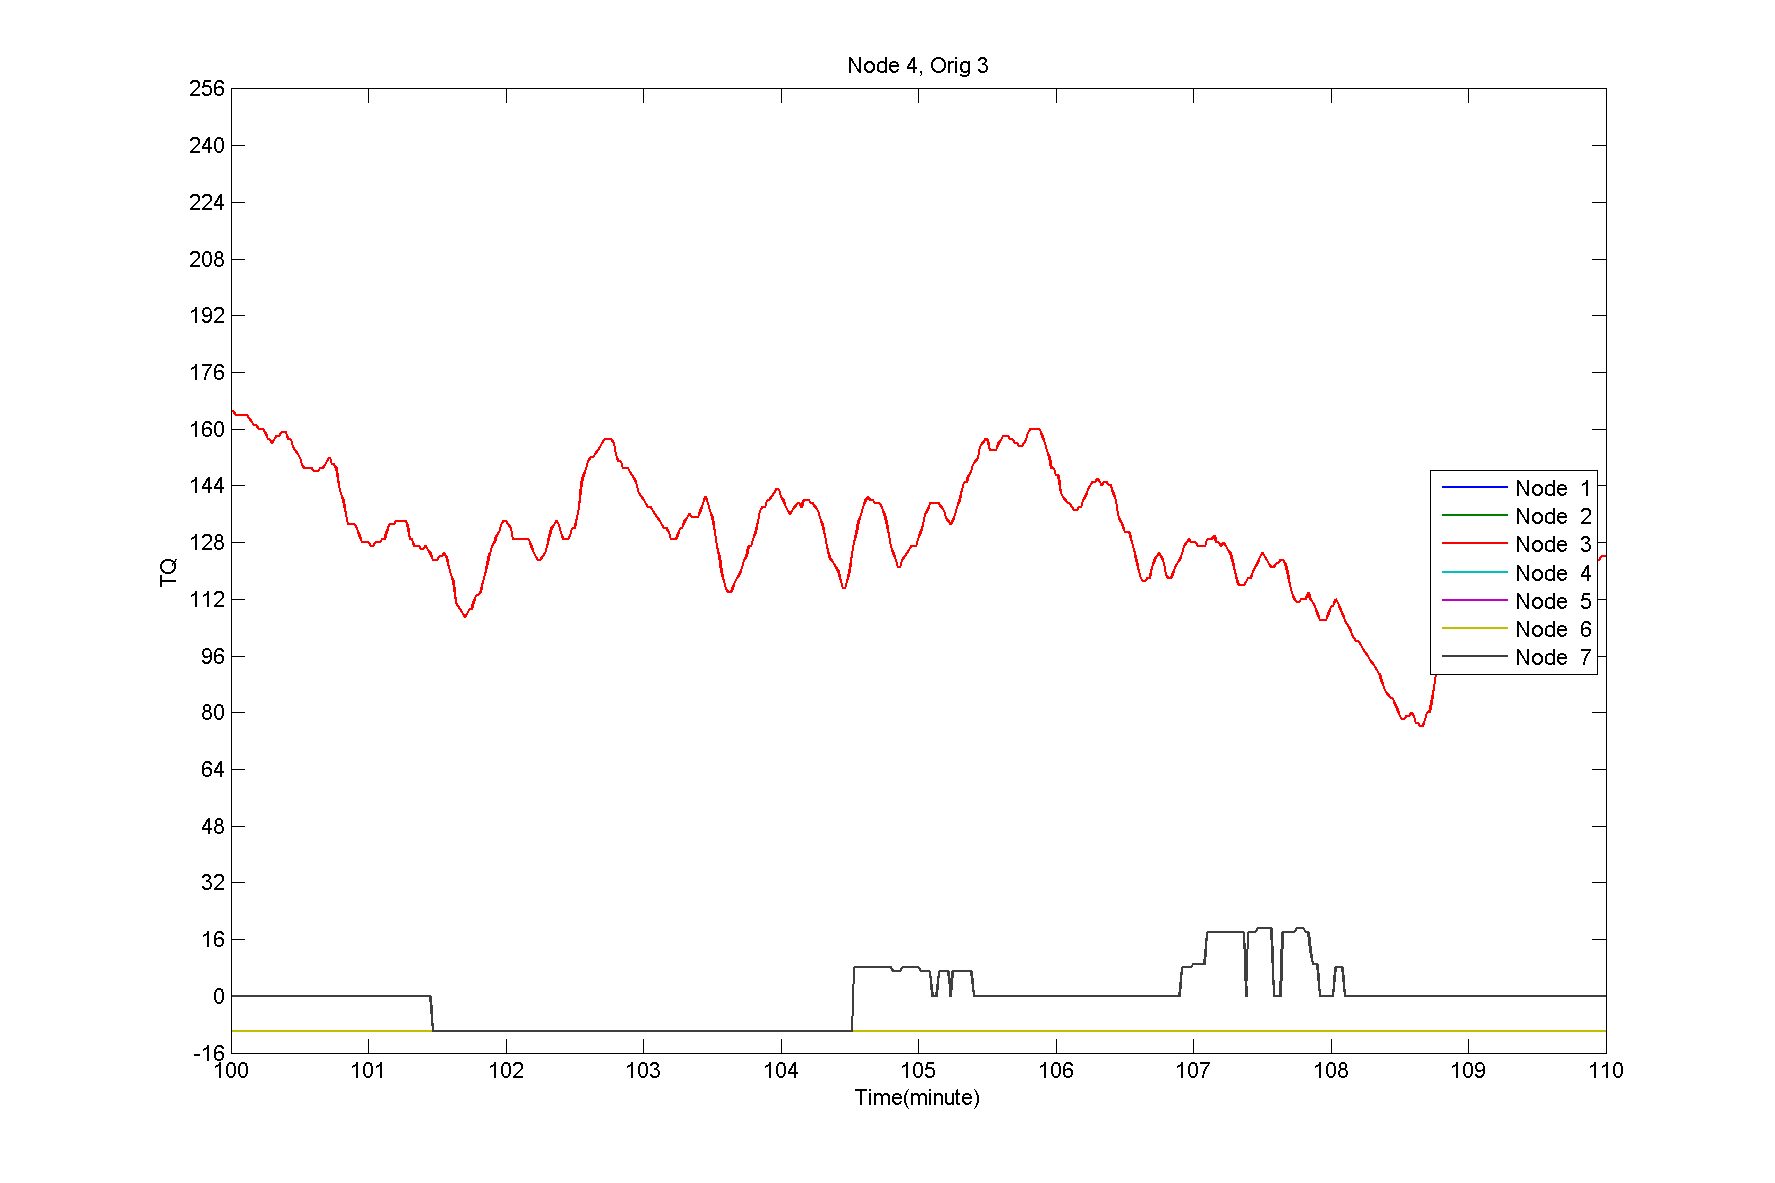 Node 4, Orig 3
256
240
224
208
192
176
160
144
128
112
96
80
64
48
32
16
0
-16
TQ
Node 1
Node 2
Node 3
Node 4
Node 5
Node 6
Node 7
100 101 102 103 104 105 106 107 108 109 110
Time(minute)